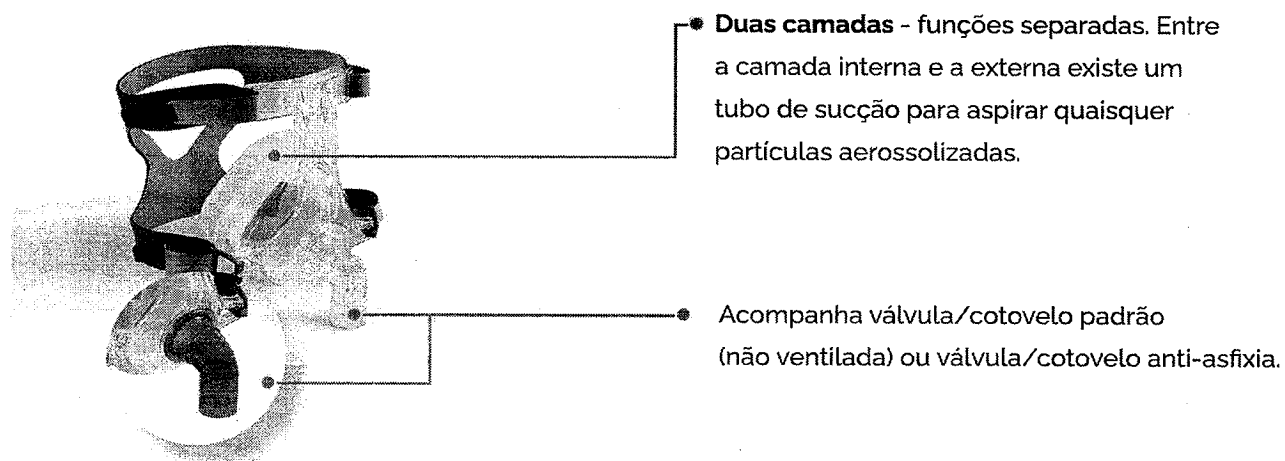 Duas camadas - funções separadas. Entre
a camada interna e a externa existe um
tubo de sucção para aspirar quaisquer
partículas aerossolizadas.
Acompanha válvula/cotovelo padrão
(não ventilada) ou válvula/cotovelo anti-asfixia.